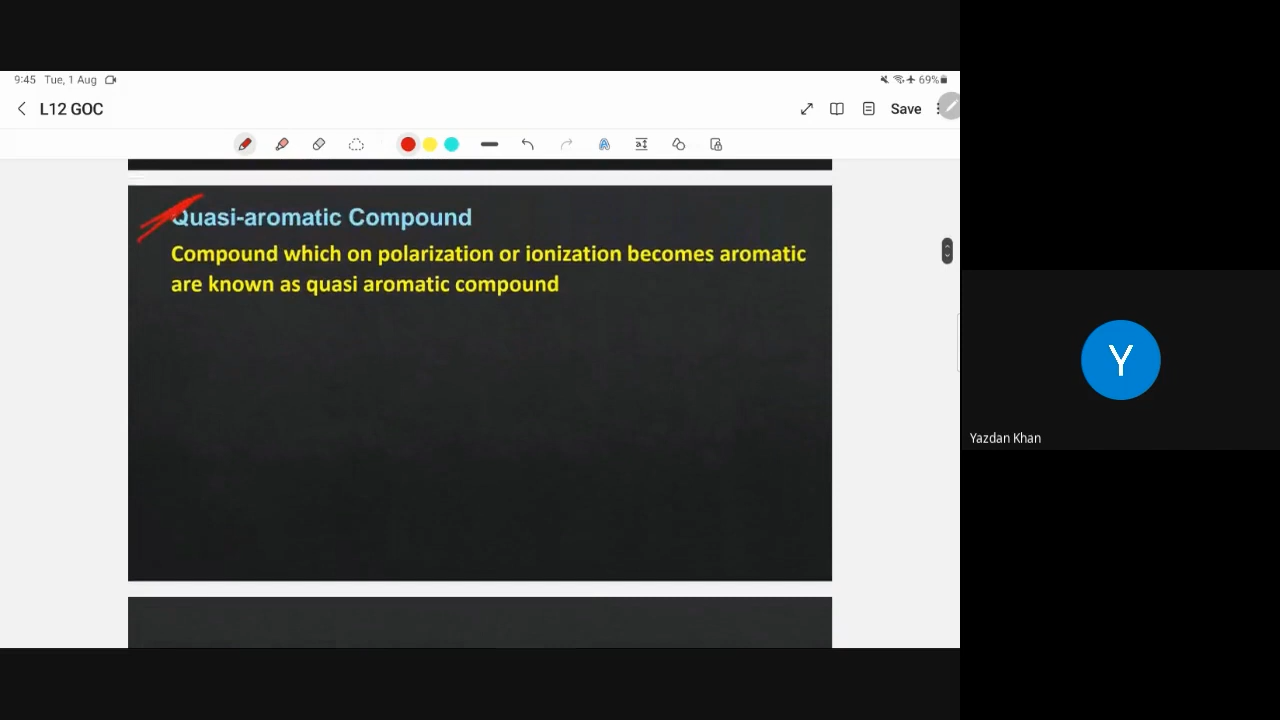 9:45 Tue, 1 Aug
69%
L12 GOC
Save
Quasi-aromatic Compound
Compound which on polarization or ionization becomes aromatic
are known as quasi aromatic compound
Y
Yazdan Khan